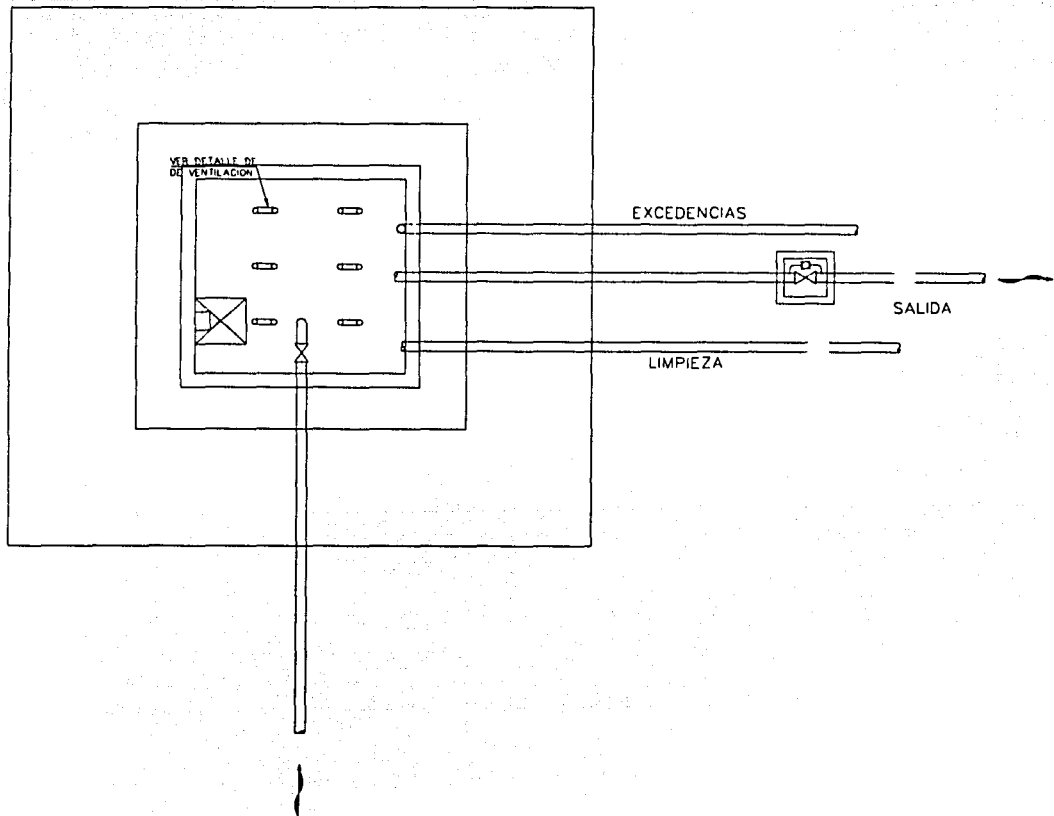 VER DETALLE DE
DE VENTILACION
EXCEDENCIAS
SALIDA
LIMPIEZA